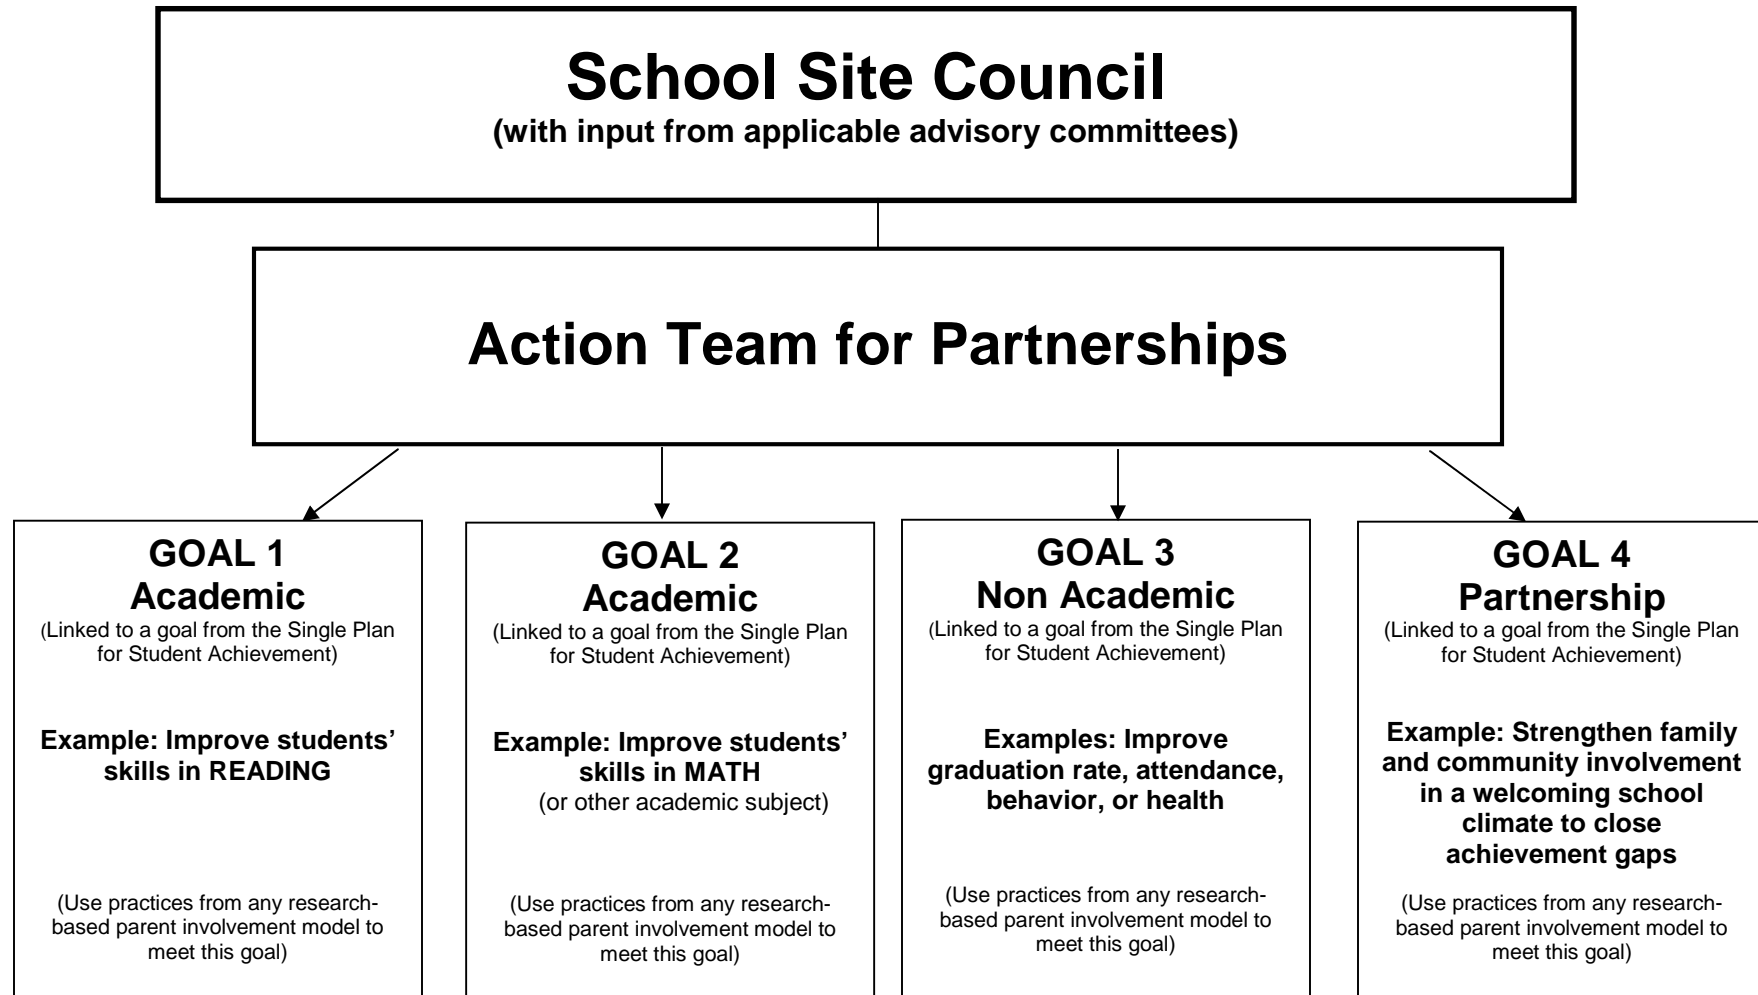 School Site Council
(with input from applicable advisory committees)
Action Team for Partnerships
GOAL 1
Academic
(Linked to a goal from the Single Plan
for Student Achievement)
Example: Improve students’
skills in READING
(Use practices from any research-
based parent involvement model to
meet this goal)
GOAL 2
Academic
(Linked to a goal from the Single Plan
for Student Achievement)
Example: Improve students’
skills in MATH
(or other academic subject)
(Use practices from any research-
based parent involvement model to
meet this goal)
GOAL 3
Non Academic
(Linked to a goal from the Single Plan
for Student Achievement)
Examples: Improve
graduation rate, attendance,
behavior, or health
(Use practices from any research-
based parent involvement model to
meet this goal)
GOAL 4
Partnership
(Linked to a goal from the Single Plan
for Student Achievement)
Example: Strengthen family
and community involvement
in a welcoming school
climate to close
achievement gaps
(Use practices from any research-
based parent involvement model to
meet this goal)